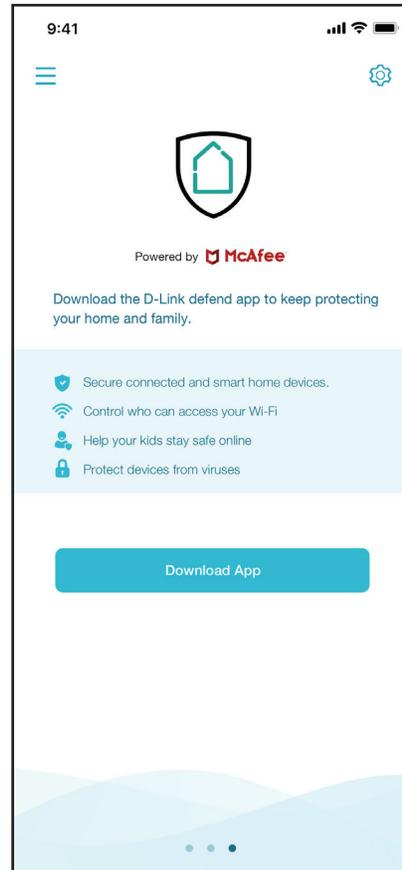 9:41
Powered by McAfee
Download the D-Link defend app to keep protecting
your home and family.
Secure connected and smart home devices.
Control who can access your Wi-Fi
Help your kids stay safe online
Protect devices from viruses
Download App